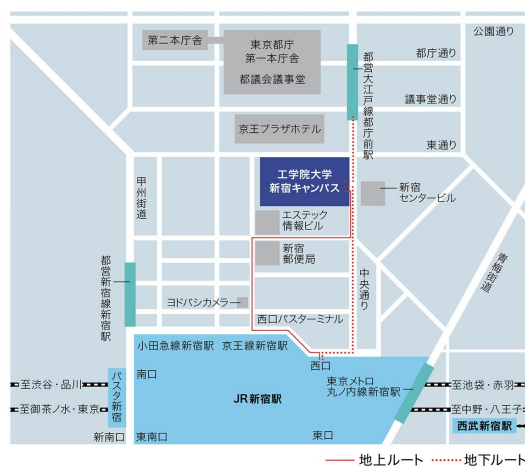 公園通り
第二本庁舎
東京都庁
第一本庁舎
都議会議事堂
都営大江戸線都庁前駅
都庁通り
議事堂通り
京王プラザホテル
東通り
工学院大学
新宿キャンパス
新宿
センタービル
甲州街道
エステック
情報ビル
新宿
郵便局
中央通り
青梅街道
都営新宿線新宿駅
ヨドバシカメラ
西口バスターミナル
小田急線新宿駅 京王線新宿駅
西口
南口
東京メトロ
丸ノ内線新宿駅
至渋谷・品川
バスタ新宿
JR新宿駅
至池袋・赤羽
至御茶ノ水・東京
至中野・八王子
西武新宿駅
新南口
東南口
東口
地上ルート
地下ルート